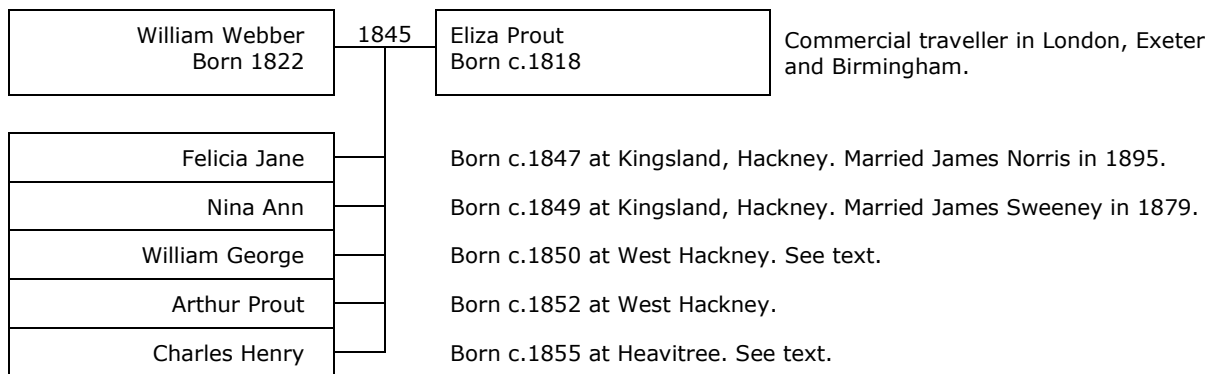 William Webber
Born 1822
1845
Eliza Prout
Born c.1818
Commercial traveller in London, Exeter
and Birmingham.
Felicia Jane
Born c.1847 at Kingsland, Hackney. Married James Norris in 1895.
Nina Ann
Born c.1849 at Kingsland, Hackney. Married James Sweeney in 1879.
William George
Born c.1850 at West Hackney. See text.
Arthur Prout
Born c.1852 at West Hackney.
Charles Henry
Born c.1855 at Heavitree. See text.